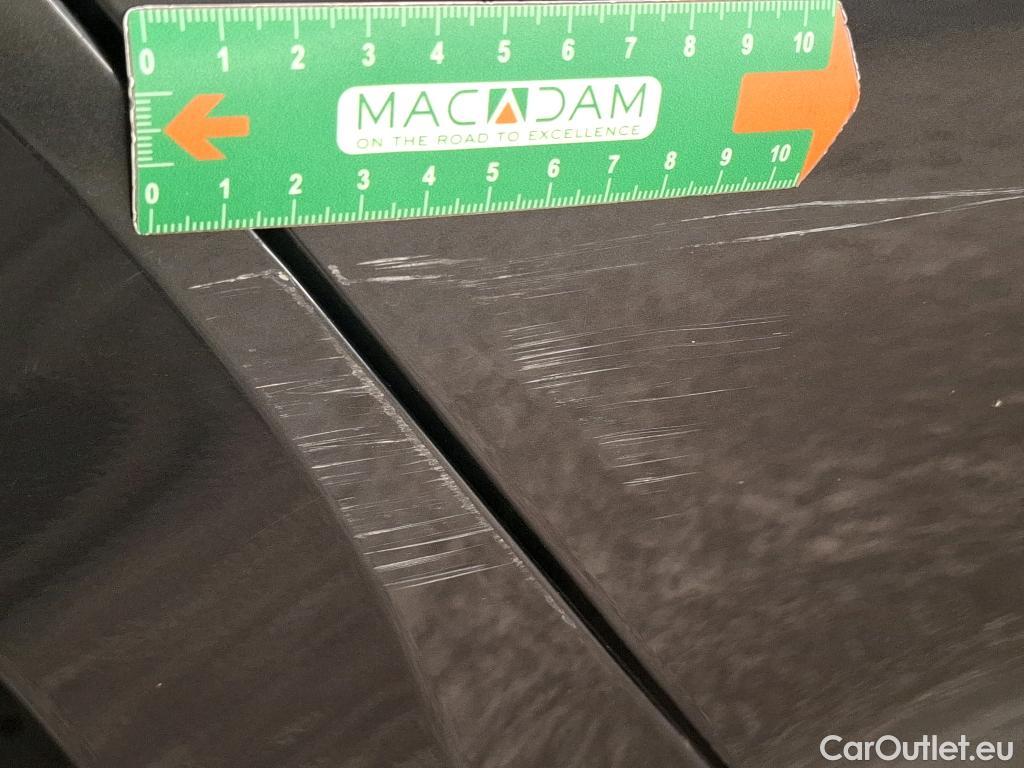 0 1 2 3 4 5 6 7 8 9 10
MACADAM
ON THE ROAD TO EXCELLENCE
0 1 2 3 4 5 6 7 8 9 10
CarOutlet.eu